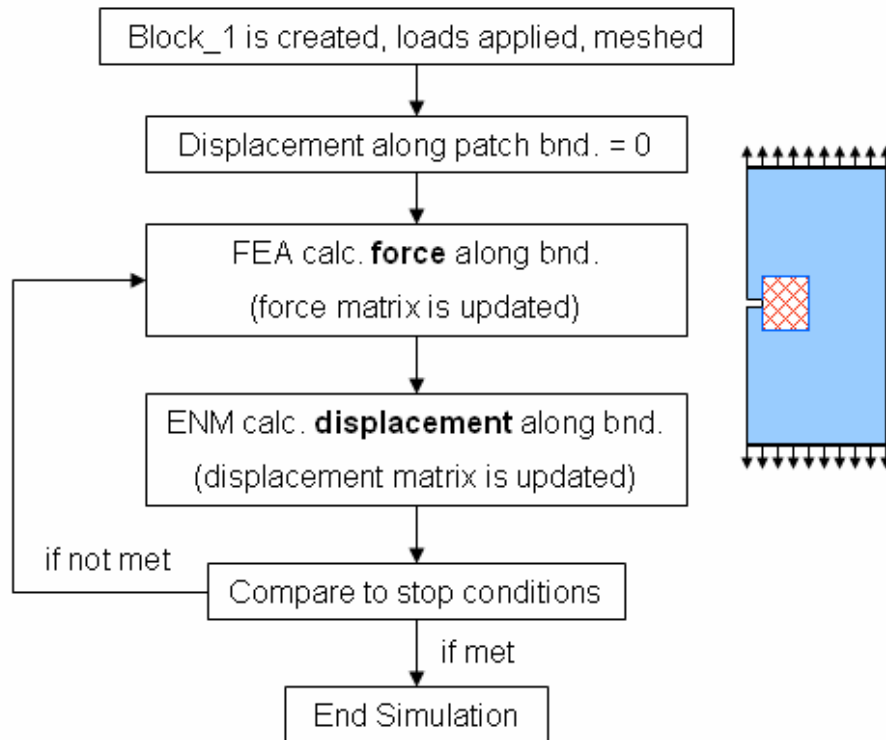 Block_1 is created, loads applied, meshed
Displacement along patch bnd. = 0
FEA calc. force along bnd.
(force matrix is updated)
ENM calc. displacement along bnd.
(displacement matrix is updated)
if not met
Compare to stop conditions
if met
End Simulation